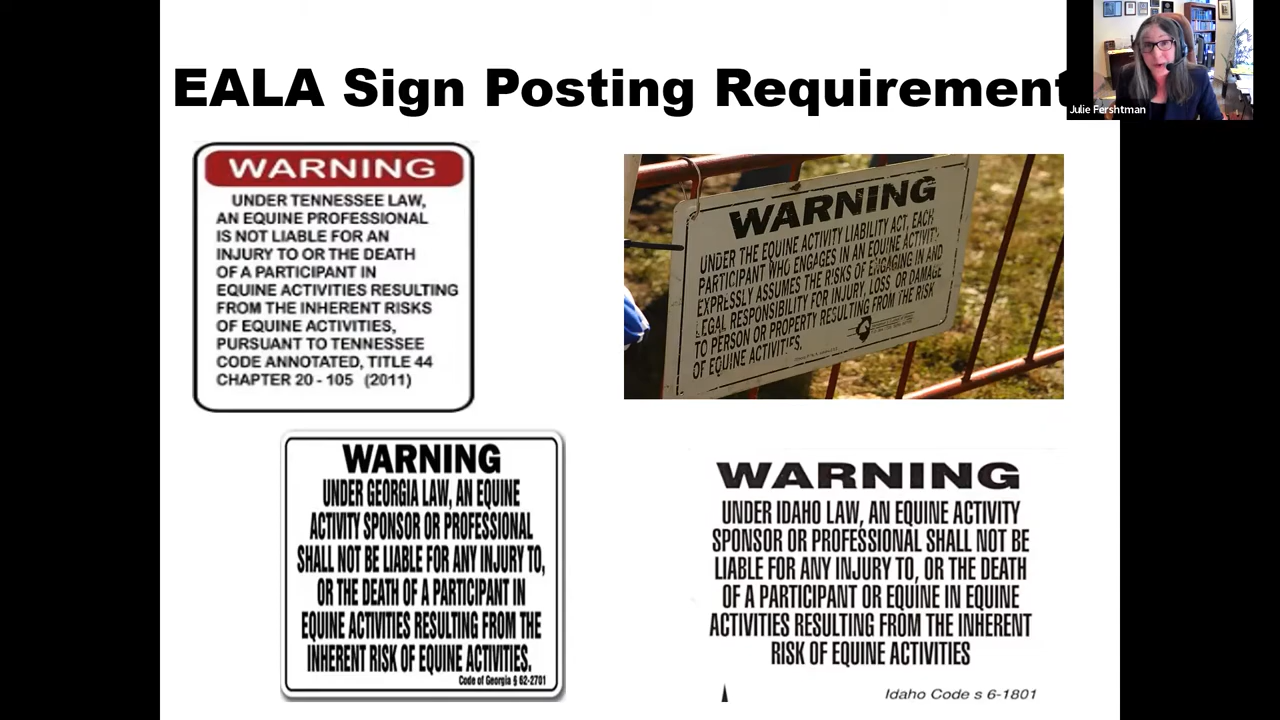 EALA Sign Posting Requirement
Julie Fershtman
WARNING
UNDER TENNESSEE LAW,
AN EQUINE PROFESSIONAL
IS NOT LIABLE FOR AN
INJURY TO OR THE DEATH
OF A PARTICIPANT IN
EQUINE ACTIVITIES RESULTING
FROM THE INHERENT RISKS
OF EQUINE ACTIVITIES,
PURSUANT TO TENNESSEE
CODE ANNOTATED, TITLE 44
CHAPTER 20 - 105 (2011)
WARNING
UNDER THE EQUINE ACTIVITY LIABILITY ACT, EACH
PARTICIPANT WHO ENGAGES IN AN EQUINE ACTIVITY
EXPRESSLY ASSUMES THE RISKS OF ENGAGING IN AND
LEGAL RESPONSIBILITY FOR INJURY, LOSS OR DAMAGE
TO PERSON OR PROPERTY RESULTING FROM THE RISK
OF EQUINE ACTIVITIES.
WARNING
UNDER GEORGIA LAW, AN EQUINE
ACTIVITY SPONSOR OR PROFESSIONAL
SHALL NOT BE LIABLE FOR ANY INJURY TO,
OR THE DEATH OF A PARTICIPANT IN
EQUINE ACTIVITIES RESULTING FROM THE
INHERENT RISK OF EQUINE ACTIVITIES.
Code of Georgia § 62-2701
WARNING
UNDER IDAHO LAW, AN EQUINE ACTIVITY
SPONSOR OR PROFESSIONAL SHALL NOT BE
LIABLE FOR ANY INJURY TO, OR THE DEATH
OF A PARTICIPANT OR EQUINE IN EQUINE
ACTIVITIES RESULTING FROM THE INHERENT
RISK OF EQUINE ACTIVITIES
Idaho Code s 6-1801